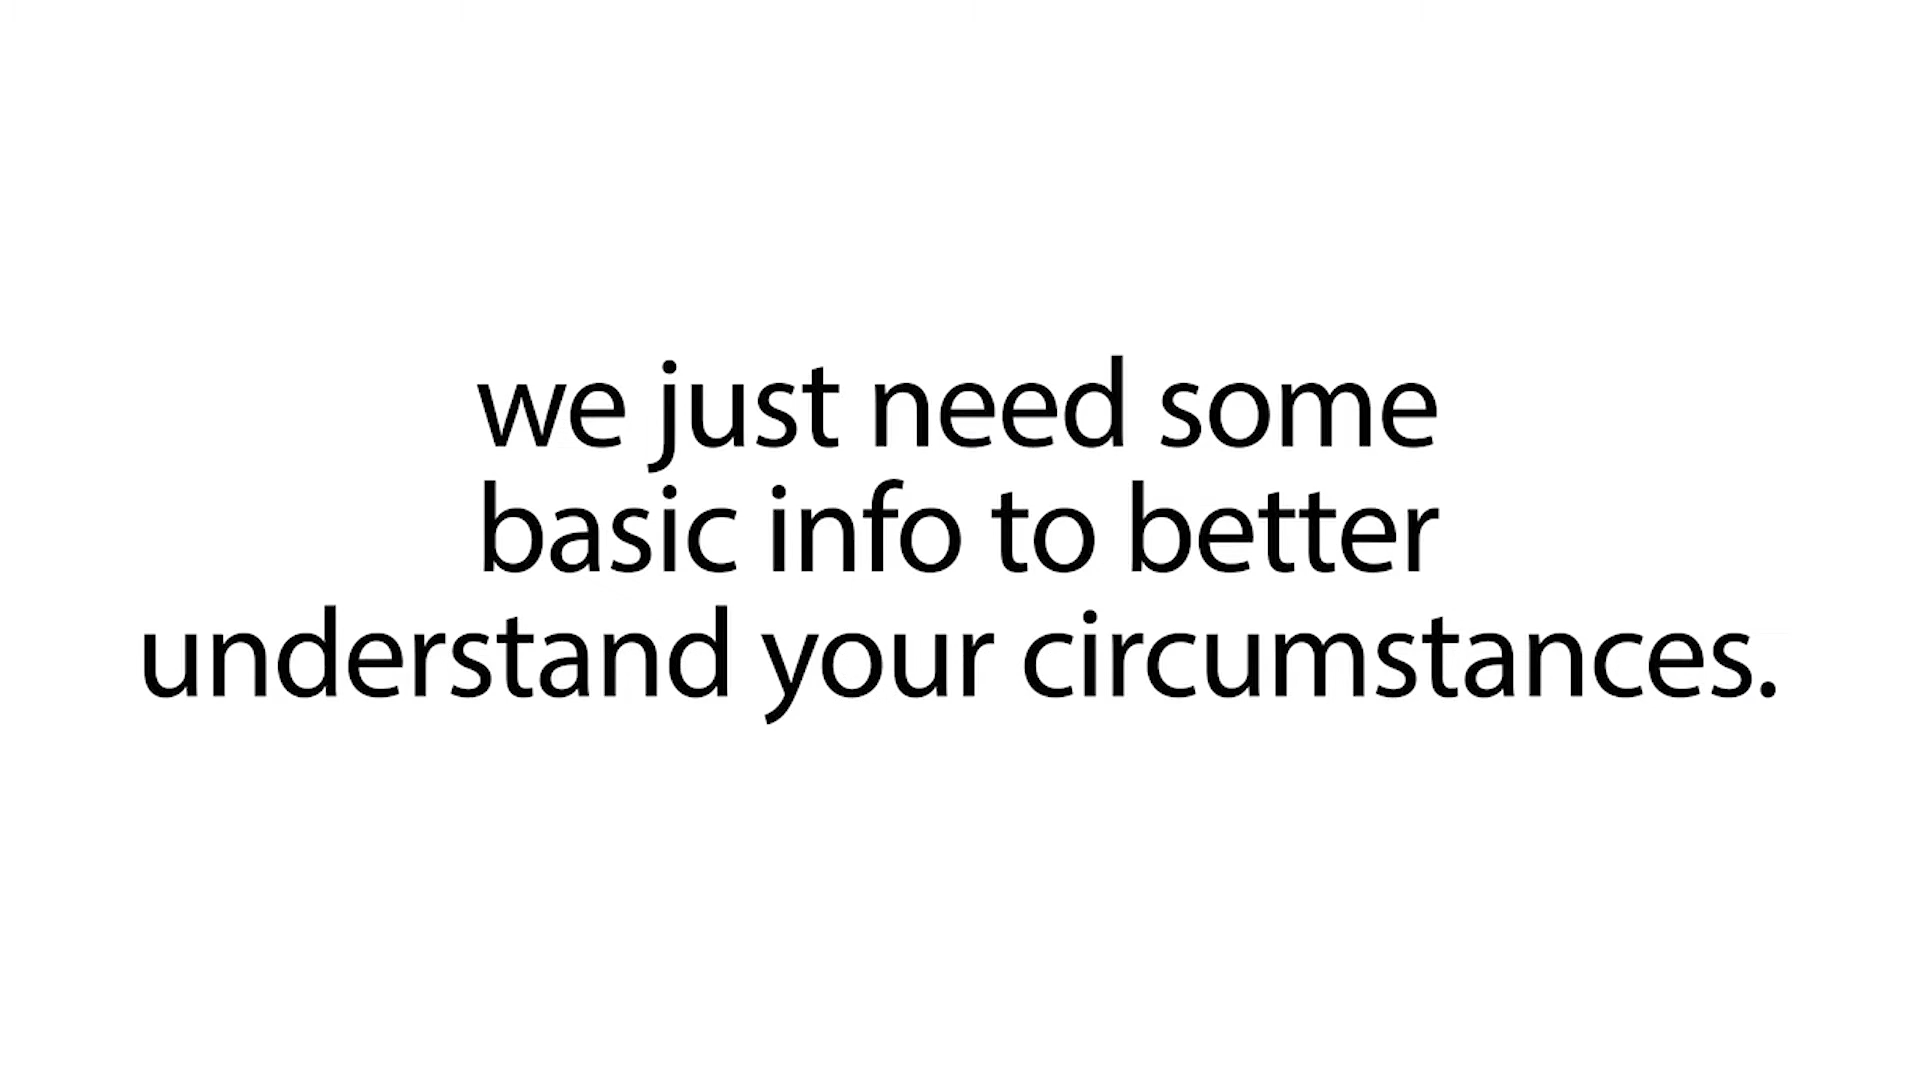 we just need some
basic info to better
understand your circumstances.